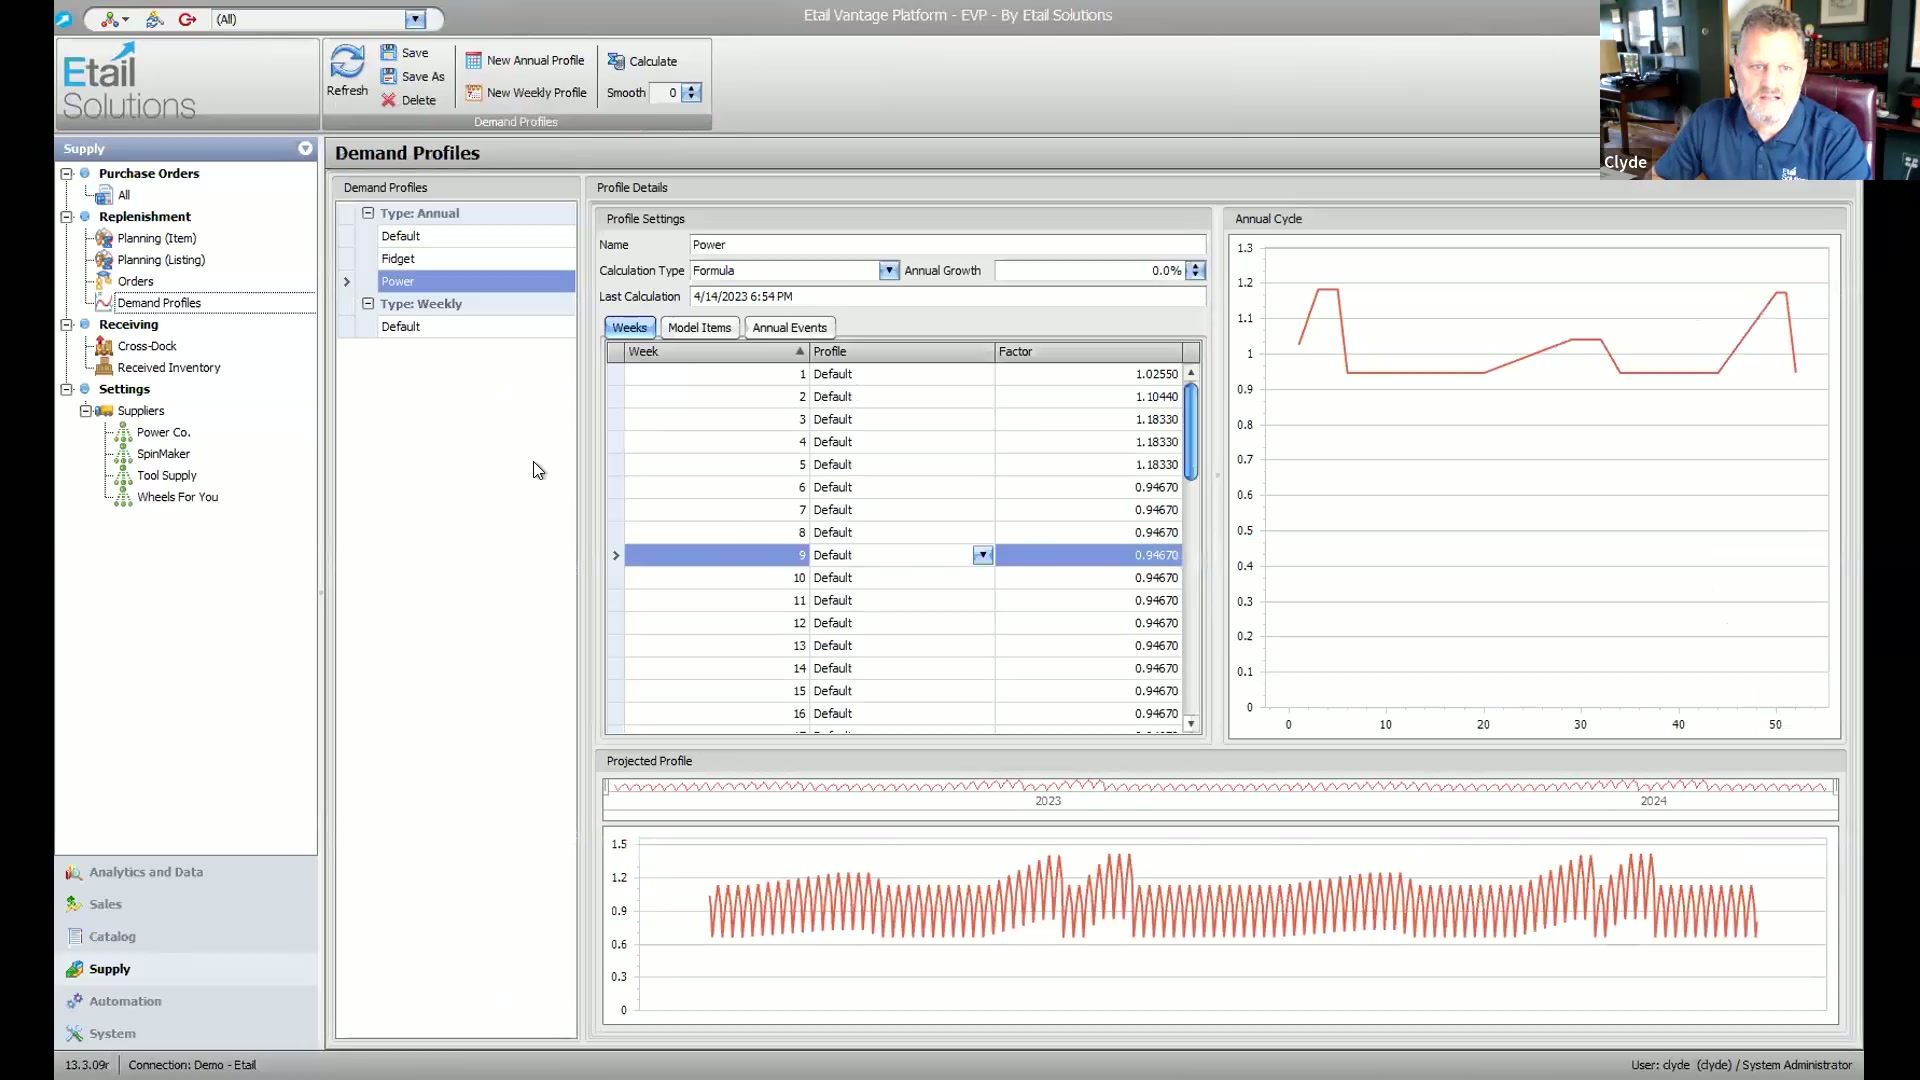 (All)
Etail Vantage Platform - EVP - By Etail Solutions
Etail
Solutions
Refresh
Save
Save As
Delete
New Annual Profile
New Weekly Profile
Calculate
Smooth 0
Demand Profiles
Clyde
Supply
Purchase Orders
All
Replenishment
Planning (Item)
Planning (Listing)
Orders
Demand Profiles
Receiving
Cross-Dock
Received Inventory
Settings
Suppliers
Power Co.
SpinMaker
Tool Supply
Wheels For You
Analytics and Data
Sales
Catalog
Supply
Automation
System
Demand Profiles
Demand Profiles
Type: Annual
Default
Fidget
Power
Type: Weekly
Default
Profile Details
Profile Settings
Name Power
Calculation Type Formula Annual Growth 0.0%
Last Calculation 4/14/2023 6:54 PM
Weeks Model Items Annual Events
Week Profile Factor
1 Default 1.02550
2 Default 1.10440
3 Default 1.18330
4 Default 1.18330
5 Default 1.18330
6 Default 0.94670
7 Default 0.94670
8 Default 0.94670
9 Default 0.94670
10 Default 0.94670
11 Default 0.94670
12 Default 0.94670
13 Default 0.94670
14 Default 0.94670
15 Default 0.94670
16 Default 0.94670
Annual Cycle
1.3
1.2
1.1
1
0.9
0.8
0.7
0.6
0.5
0.4
0.3
0.2
0.1
0
0 10 20 30 40 50
Projected Profile
2023 2024
1.5
1.2
0.9
0.6
0.3
0
13.3.09r Connection: Demo - Etail
User: clyde (clyde) / System Administrator